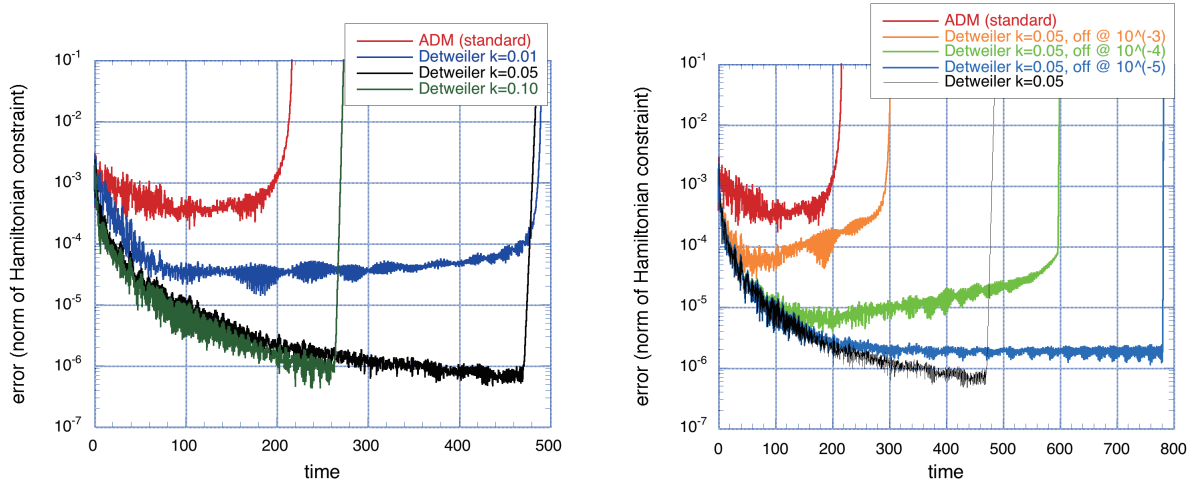 ADM (standard)
Detweiler k=0.01
Detweiler k=0.05
Detweiler k=0.10
error (norm of Hamiltonian constraint)
10^-1
10^-2
10^-3
10^-4
10^-5
10^-6
10^-7
0 100 200 300 400 500
time
ADM (standard)
Detweiler k=0.05, off @ 10^(-3)
Detweiler k=0.05, off @ 10^(-4)
Detweiler k=0.05, off @ 10^(-5)
Detweiler k=0.05
error (norm of Hamiltonian constraint)
10^-1
10^-2
10^-3
10^-4
10^-5
10^-6
10^-7
0 100 200 300 400 500 600 700 800
time